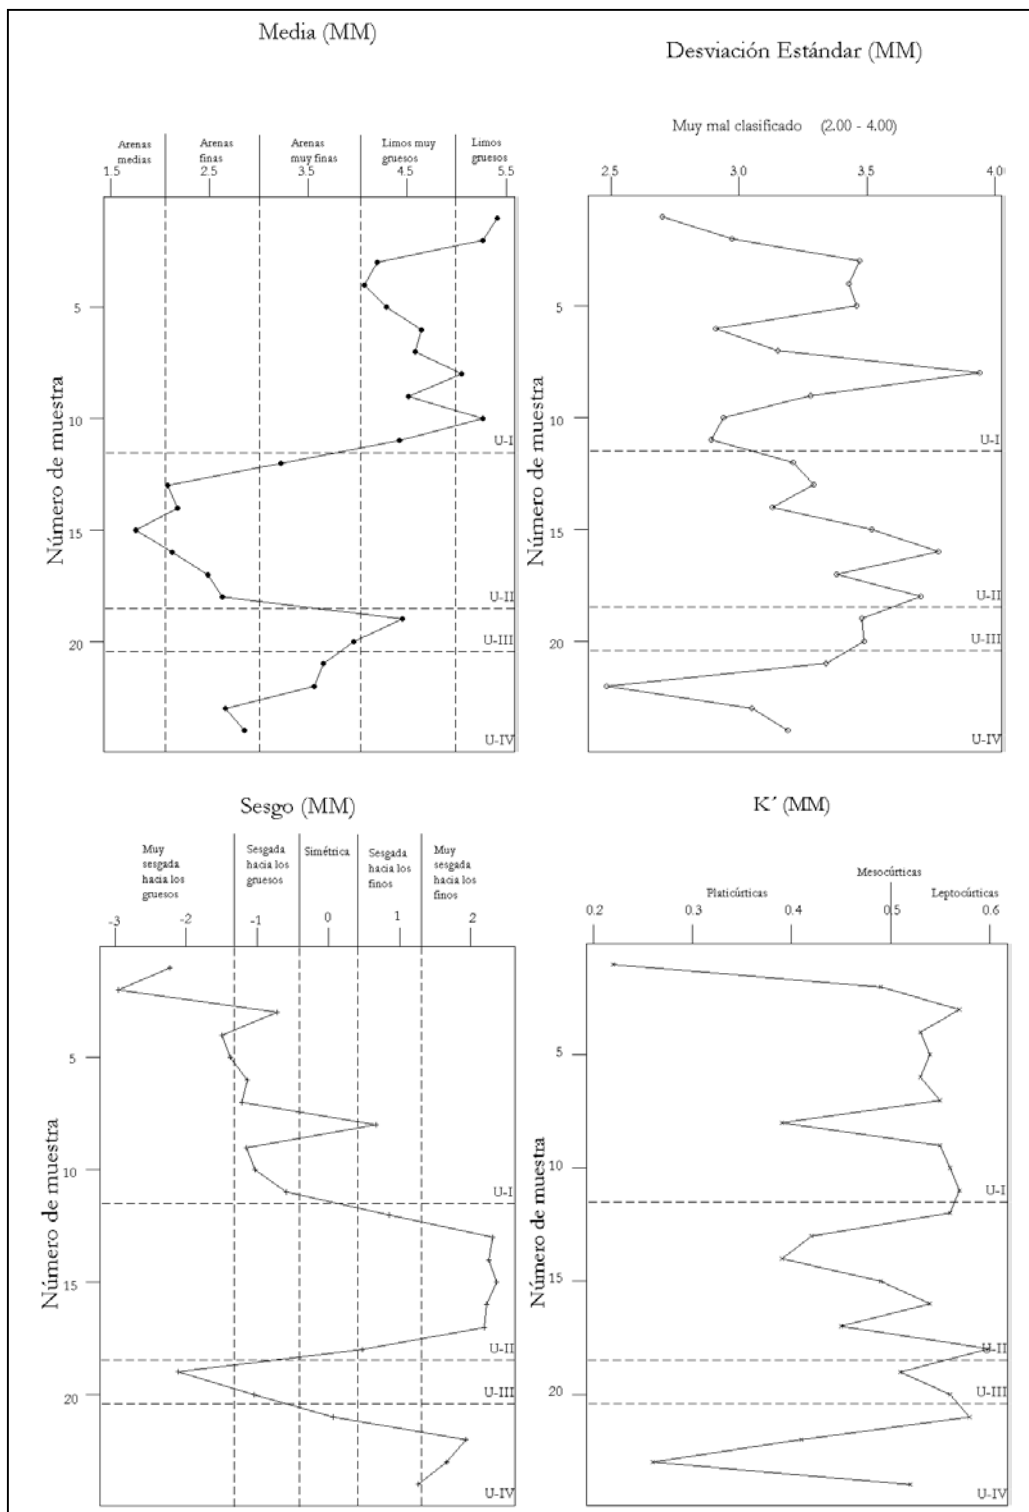 Media (MM)
Arenas
medias
Arenas
finas
Arenas
muy finas
Limos muy
gruesos
Limos
gruesos
1.5
2.5
3.5
4.5
5.5
Número de muestra
5
10
15
20
U-I
U-II
U-III
U-IV
Desviación Estándar (MM)
Muy mal clasificado (2.00 - 4.00)
2.5
3.0
3.5
4.0
Número de muestra
5
10
15
20
U-I
U-II
U-III
U-IV
Sesgo (MM)
Muy
sesgada
hacia los
gruesos
Sesgada
hacia los
gruesos
Simétrica
Sesgada
hacia los
finos
Muy
sesgada
hacia los
finos
-3
-2
-1
0
1
2
Número de muestra
5
10
15
20
U-I
U-II
U-III
U-IV
K´ (MM)
Mesocúrticas
Platicúrticas
Leptocúrticas
0.2
0.3
0.4
0.5
0.6
Número de muestra
5
10
15
20
U-I
U-II
U-III
U-IV